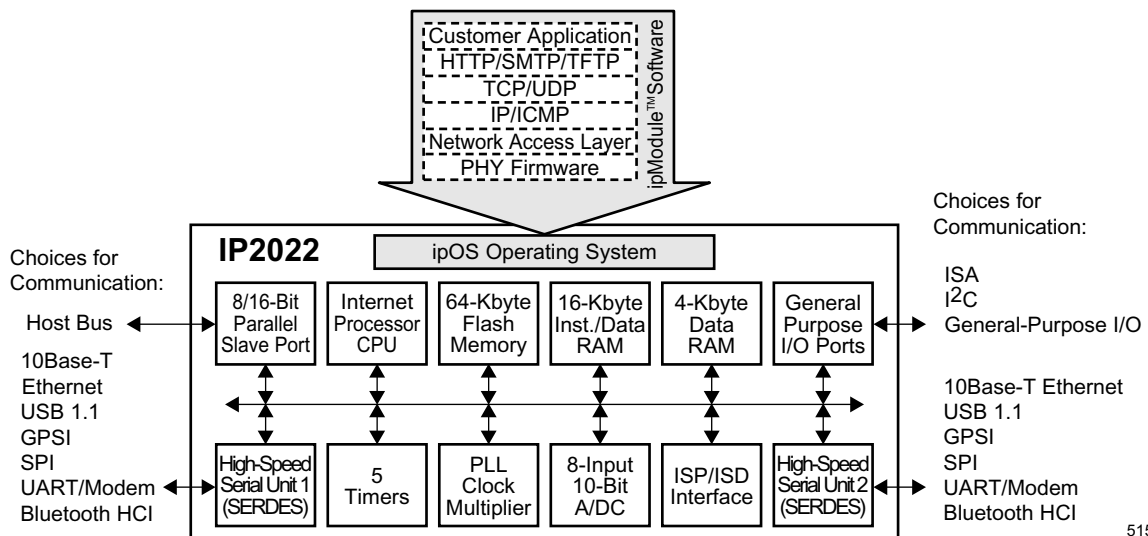 Customer Application
HTTP/SMTP/TFTP
TCP/UDP
IP/ICMP
Network Access Layer
PHY Firmware
ipModule™Software
IP2022
ipOS Operating System
Choices for
Communication:
Host Bus
10Base-T
Ethernet
USB 1.1
GPSI
SPI
UART/Modem
Bluetooth HCI
8/16-Bit
Parallel
Slave Port
Internet
Processor
CPU
64-Kbyte
Flash
Memory
16-Kbyte
Inst./Data
RAM
4-Kbyte
Data
RAM
General
Purpose
I/O Ports
High-Speed
Serial Unit 1
(SERDES)
5
Timers
PLL
Clock
Multiplier
8-Input
10-Bit
A/DC
ISP/ISD
Interface
High-Speed
Serial Unit 2
(SERDES)
Choices for
Communication:
ISA
I²C
General-Purpose I/O
10Base-T Ethernet
USB 1.1
GPSI
SPI
UART/Modem
Bluetooth HCI
515